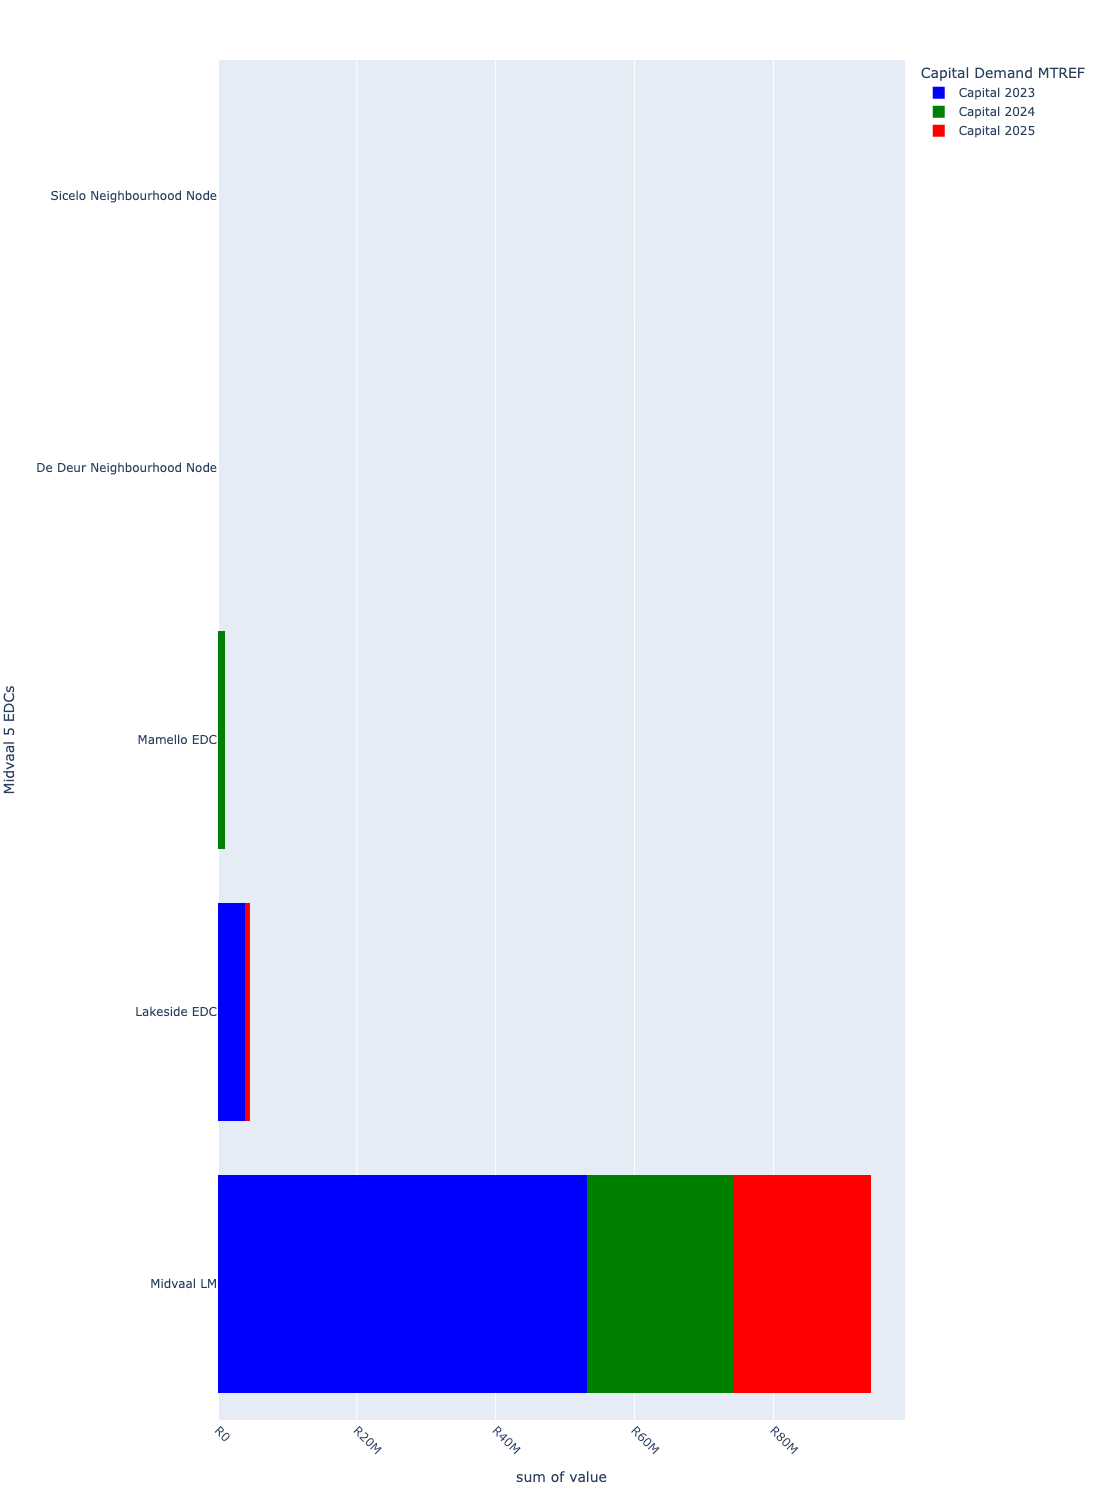 Capital Demand MTREF
Capital 2023
Capital 2024
Capital 2025
Sicelo Neighbourhood Node
De Deur Neighbourhood Node
Mamello EDC
Lakeside EDC
Midvaal LM
Midvaal 5 EDCs
R0
R20M
R40M
R60M
R80M
sum of value